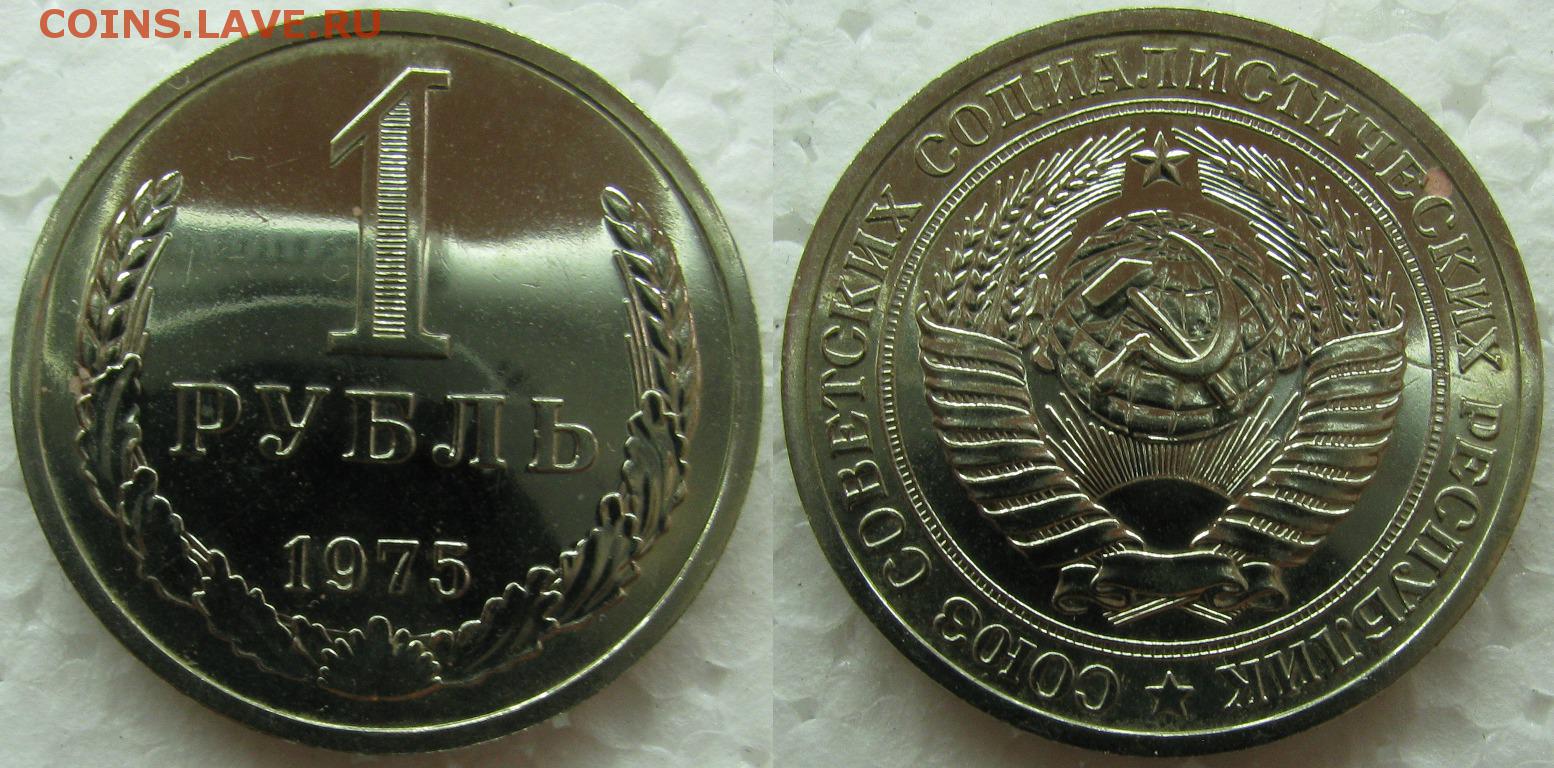 COINS.LAVE.RU
1
РУБЛЬ
1975
СОЮЗ СОВЕТСКИХ СОЦИАЛИСТИЧЕСКИХ РЕСПУБЛИК